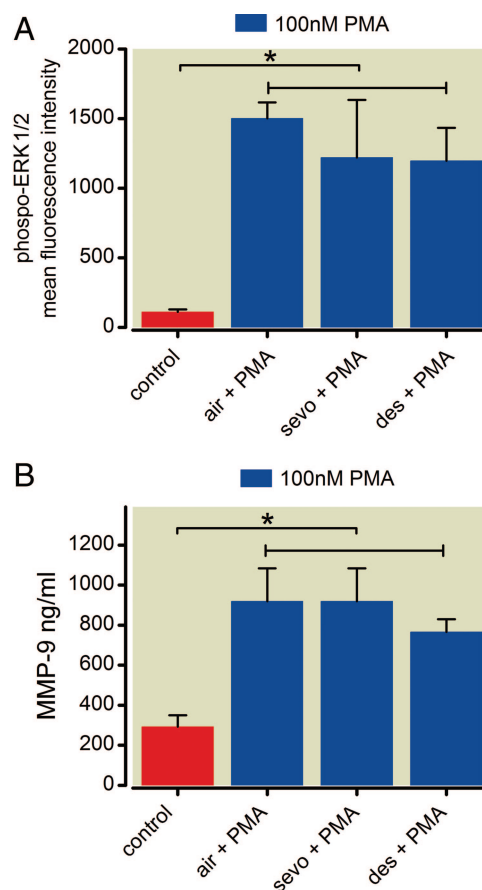 A
100nM PMA
*
phospo-ERK1/2
mean fluorescence intensity
2000
1500
1000
500
0
control
air + PMA
sevo + PMA
des + PMA
B
100nM PMA
*
MMP-9 ng/ml
1200
1000
800
600
400
200
0
control
air + PMA
sevo + PMA
des + PMA